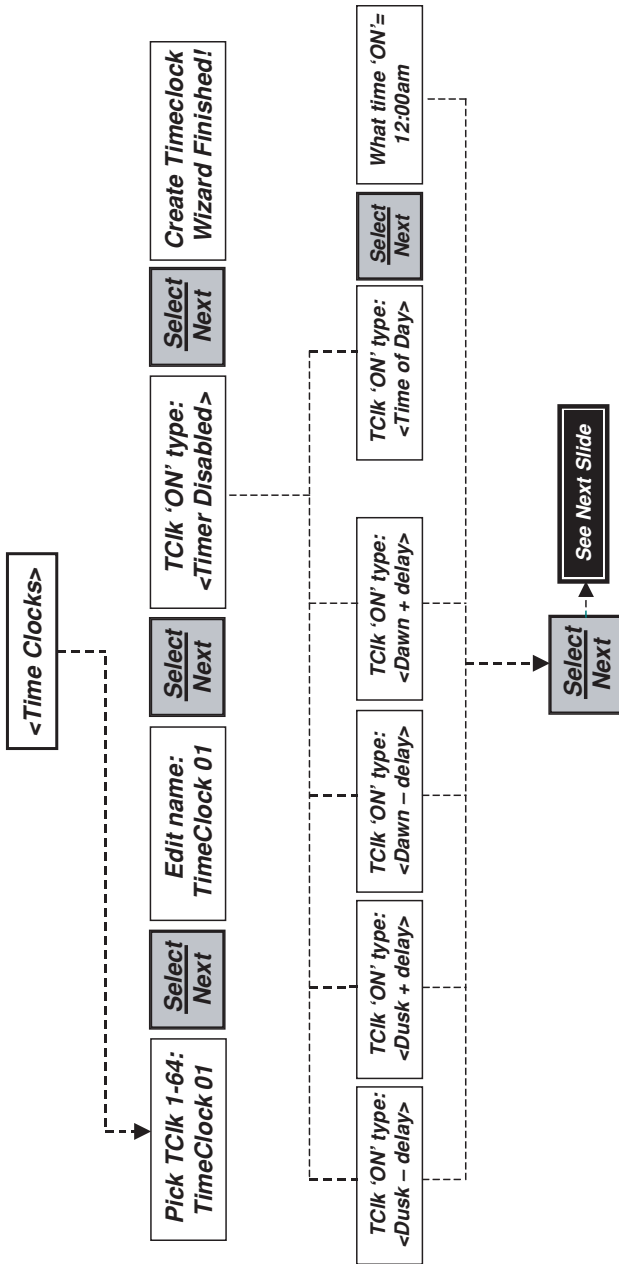 <Time Clocks>
Pick TClk 1-64:
TimeClock 01
Select
Next
Edit name:
TimeClock 01
Select
Next
TClk ‘ON’ type:
<Timer Disabled>
Select
Next
Create Timeclock
Wizard Finished!
TClk ‘ON’ type:
<Dusk – delay>
TClk ‘ON’ type:
<Dusk + delay>
TClk ‘ON’ type:
<Dawn – delay>
TClk ‘ON’ type:
<Dawn + delay>
TClk ‘ON’ type:
<Time of Day>
Select
Next
What time ‘ON’=
12:00am
Select
Next
See Next Slide